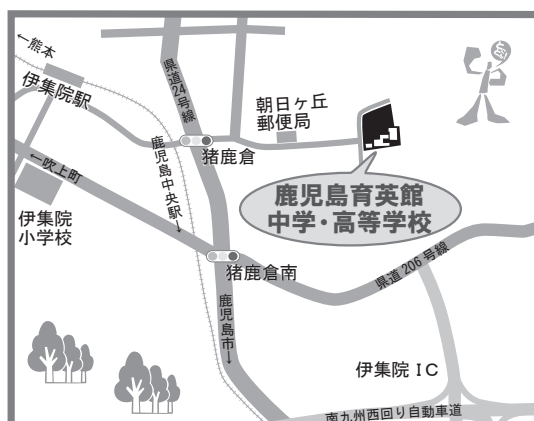 ←熊本
伊集院駅
県道24号線
朝日ヶ丘
郵便局
猪鹿倉
←吹上町
鹿児島中央駅→
鹿児島育英館
中学・高等学校
伊集院
小学校
猪鹿倉南
県道206号線
鹿児島市→
伊集院 IC
南九州西回り自動車道